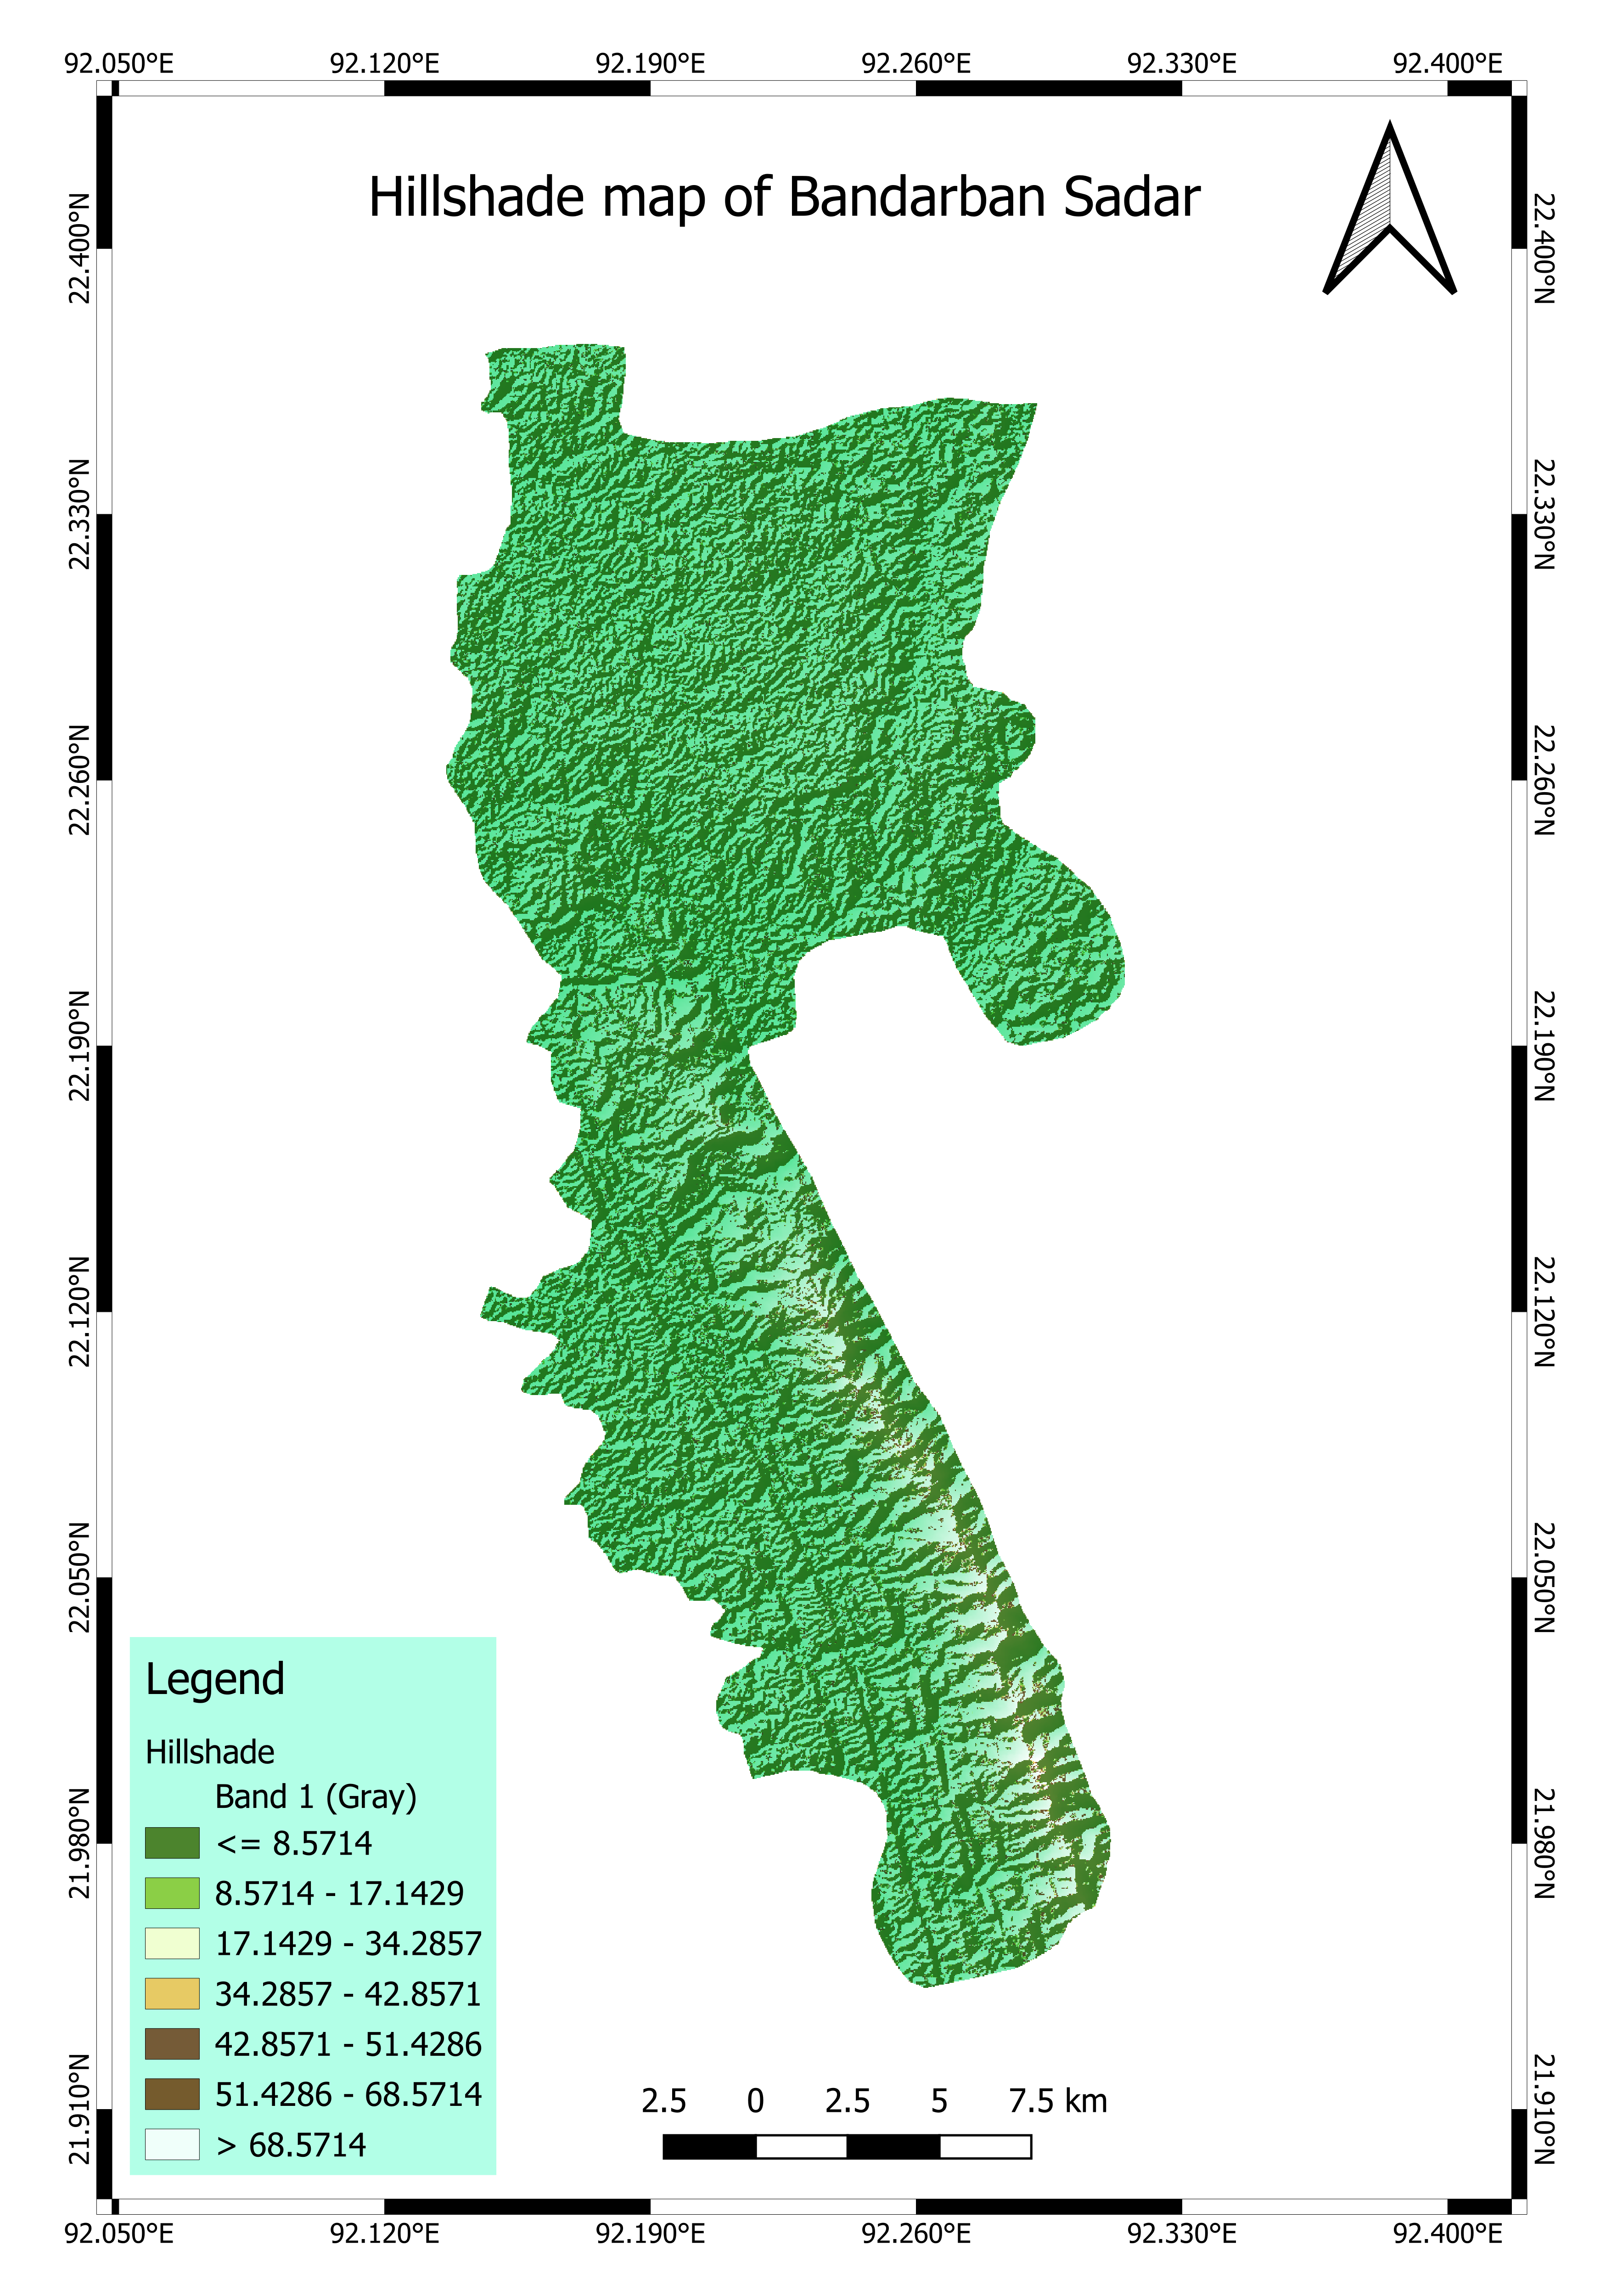 92.050°E 92.120°E 92.190°E 92.260°E 92.330°E 92.400°E
Hillshade map of Bandarban Sadar
22.400°N 22.400°N
22.330°N 22.330°N
22.260°N 22.260°N
22.190°N 22.190°N
22.120°N 22.120°N
22.050°N 22.050°N
21.980°N 21.980°N
21.910°N 21.910°N
Legend
Hillshade
Band 1 (Gray)
<= 8.5714
8.5714 - 17.1429
17.1429 - 34.2857
34.2857 - 42.8571
42.8571 - 51.4286
51.4286 - 68.5714
> 68.5714
2.5 0 2.5 5 7.5 km
92.050°E 92.120°E 92.190°E 92.260°E 92.330°E 92.400°E